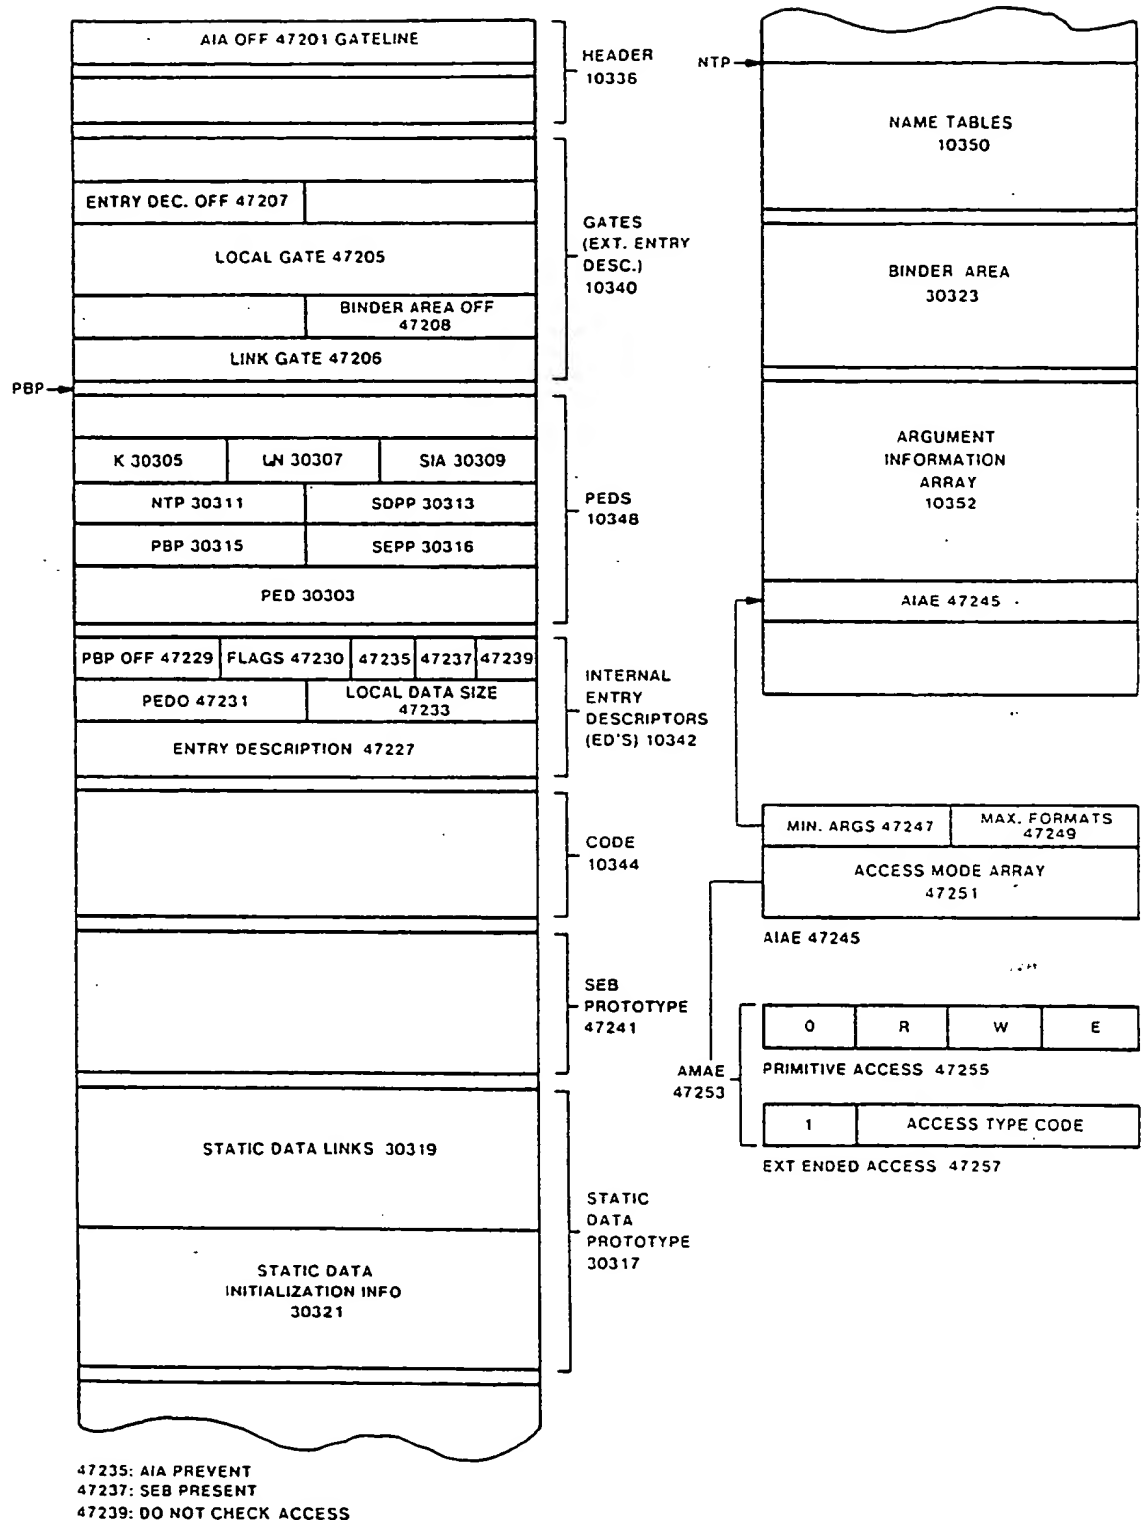 AIA OFF 47201 GATELINE
HEADER
10336
ENTRY DEC. OFF 47207
LOCAL GATE 47205
BINDER AREA OFF
47208
LINK GATE 47206
GATES
(EXT. ENTRY
DESC.)
10340
PBP
K 30305
LN 30307
SIA 30309
NTP 30311
SDPP 30313
PBP 30315
SEPP 30316
PED 30303
PEDS
10348
PBP OFF 47229
FLAGS 47230
47235
47237
47239
PEDO 47231
LOCAL DATA SIZE
47233
ENTRY DESCRIPTION 47227
INTERNAL
ENTRY
DESCRIPTORS
(ED'S) 10342
CODE
10344
SEB
PROTOTYPE
47241
STATIC DATA LINKS 30319
STATIC DATA
INITIALIZATION INFO
30321
STATIC
DATA
PROTOTYPE
30317
47235: AIA PREVENT
47237: SEB PRESENT
47239: DO NOT CHECK ACCESS
NTP
NAME TABLES
10350
BINDER AREA
30323
ARGUMENT
INFORMATION
ARRAY
10352
AIAE 47245
MIN. ARGS 47247
MAX. FORMATS
47249
ACCESS MODE ARRAY
47251
AIAE 47245
AMAE
47253
O
R
W
E
PRIMITIVE ACCESS 47255
1
ACCESS TYPE CODE
EXT ENDED ACCESS 47257